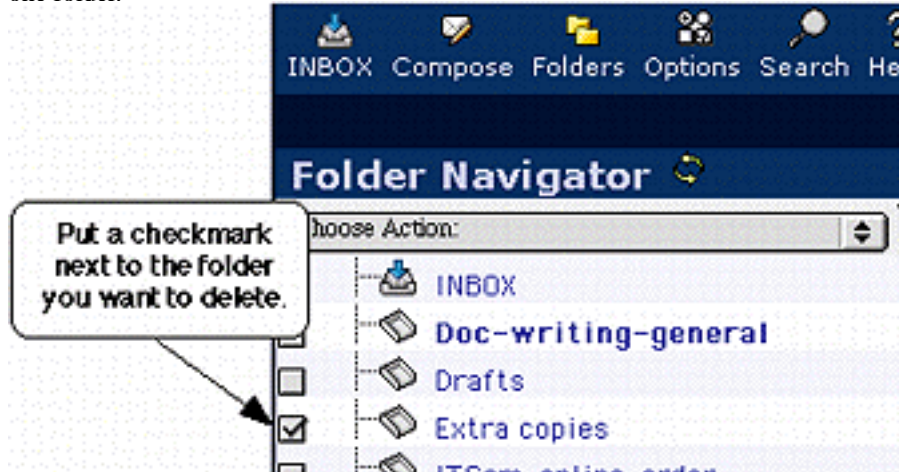 INBOX Compose Folders Options Search He
Folder Navigator
Put a checkmark
next to the folder
you want to delete.
hoose Action:
INBOX
Doc-writing-general
Drafts
Extra copies